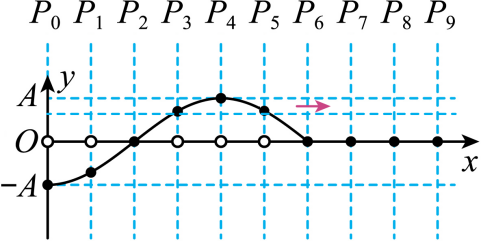 P₀ P₁ P₂ P₃ P₄ P₅ P₆ P₇ P₈ P₉
y
A
O
x
−A